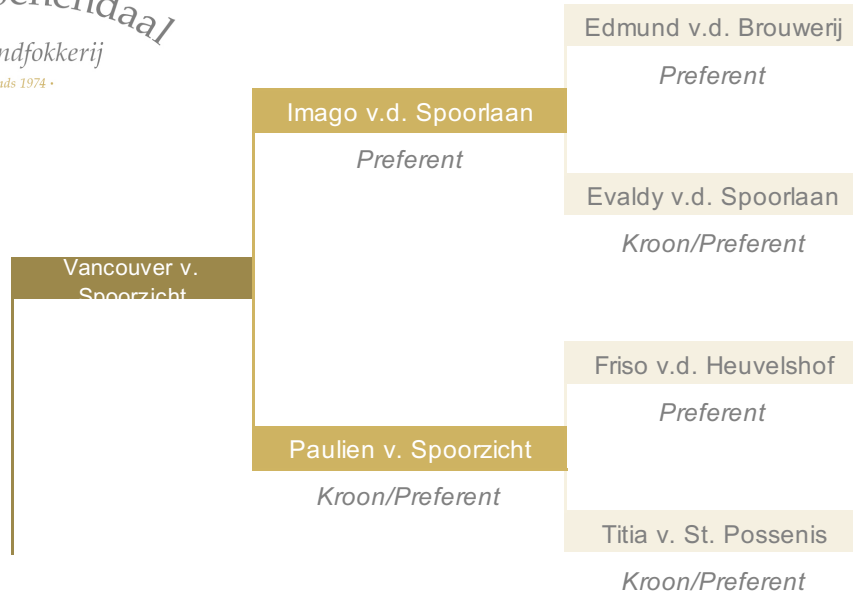 Edmund v.d. Brouwerij
Preferent
Imago v.d. Spoorlaan
Preferent
Evaldy v.d. Spoorlaan
Kroon/Preferent
Vancouver v.
Spoorzicht
Friso v.d. Heuvelshof
Preferent
Paulien v. Spoorzicht
Kroon/Preferent
Titia v. St. Possenis
Kroon/Preferent